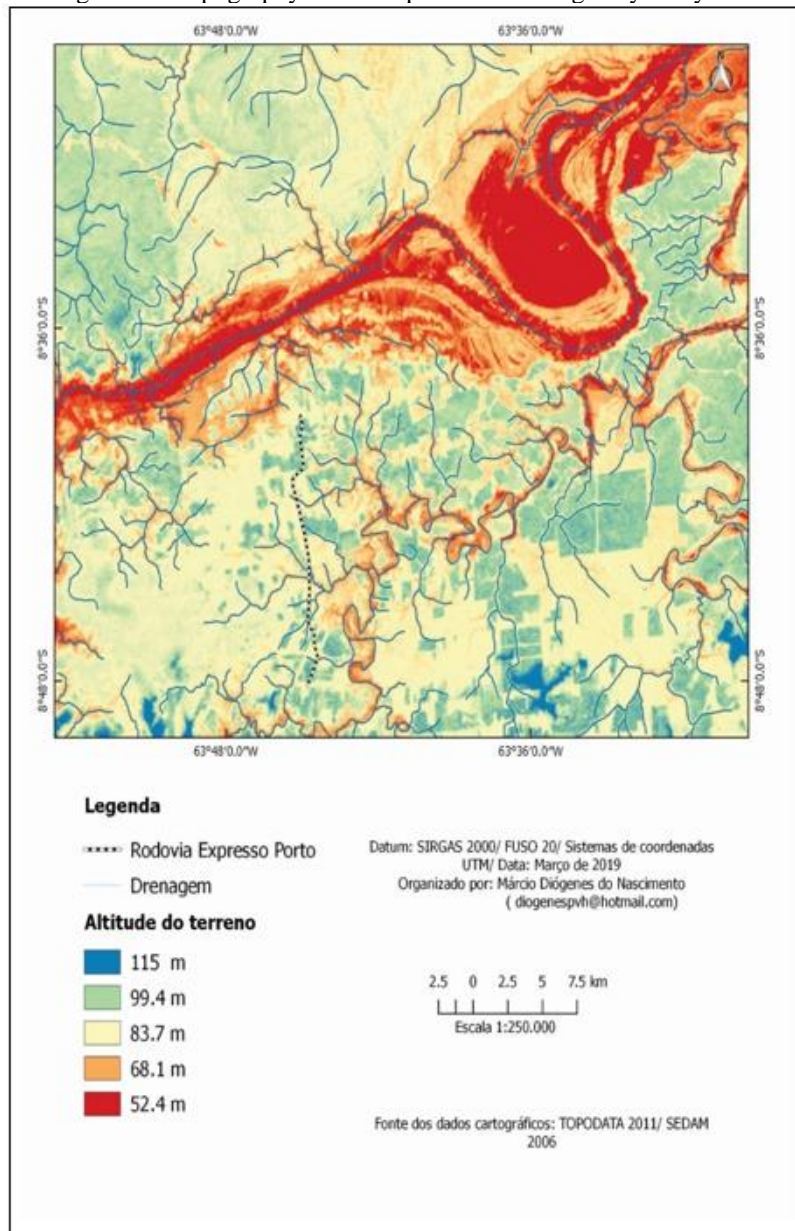 63°48'0.0"W 63°36'0.0"W
N
8°36'0.0"S 8°36'0.0"S
8°48'0.0"S 8°48'0.0"S
63°48'0.0"W 63°36'0.0"W
Legenda
Rodovia Expresso Porto
Drenagem
Altitude do terreno
115 m
99.4 m
83.7 m
68.1 m
52.4 m
Datum: SIRGAS 2000/ FUSO 20/ Sistemas de coordenadas
UTM/ Data: Março de 2019
Organizado por: Márcio Diógenes do Nascimento
( diogenespvh@hotmail.com)
2.5 0 2.5 5 7.5 km
Escala 1:250.000
Fonte dos dados cartográficos: TOPODATA 2011/ SEDAM
2006